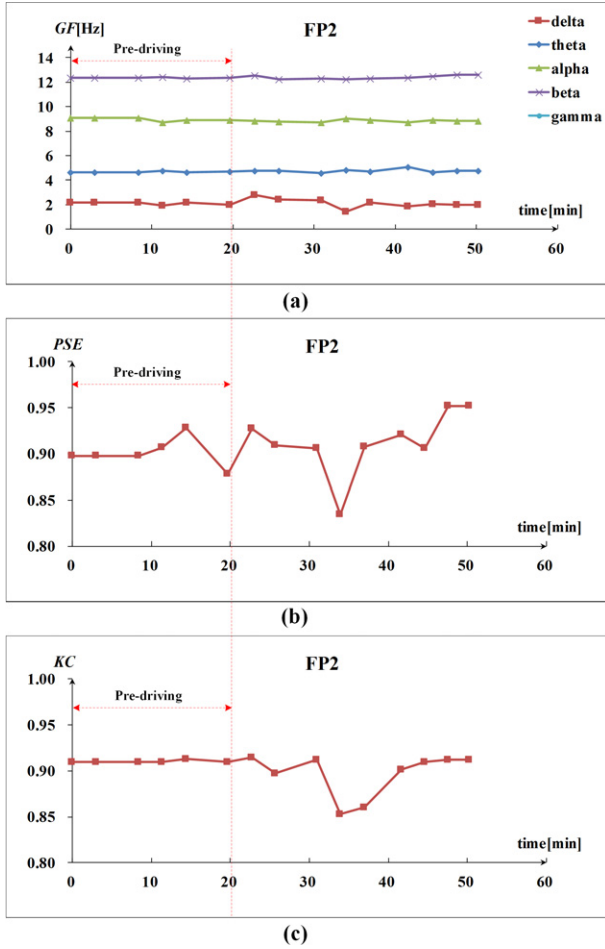 GF[Hz]
FP2
delta
theta
alpha
beta
gamma
Pre-driving
14
12
10
8
6
4
2
0
time[min]
0 10 20 30 40 50 60
(a)
PSE
FP2
1.00
Pre-driving
0.95
0.90
0.85
time[min]
0.80
0 10 20 30 40 50 60
(b)
KC
FP2
1.00
Pre-driving
0.95
0.90
0.85
time[min]
0.80
0 10 20 30 40 50 60
(c)